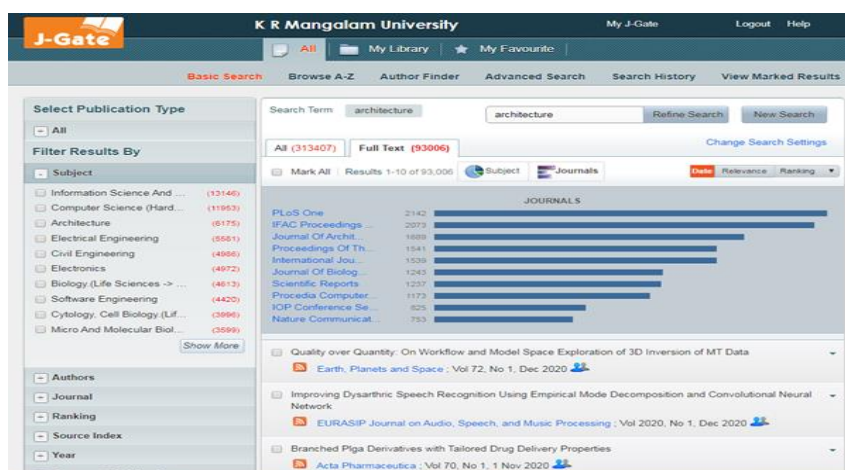 K R Mangalam University
My J-Gate
Logout Help
J-Gate
All My Library My Favourite
Basic Search Browse A-Z Author Finder Advanced Search Search History View Marked Results
Select Publication Type
All
Filter Results By
Subject
Information Science And ... (13146)
Computer Science (Hard... (11953)
Architecture (6175)
Electrical Engineering (5581)
Civil Engineering (4986)
Electronics (4972)
Biology (Life Sciences -> ... (4613)
Software Engineering (4420)
Cytology, Cell Biology (Lif... (3996)
Micro And Molecular Biol... (3599)
Show More
Authors
Journal
Ranking
Source Index
Year
Search Term architecture
architecture Refine Search New Search
All (313407) Full Text (93006) Change Search Settings
Mark All Results 1-10 of 93,006 Subject Journals Date Relevance Ranking
JOURNALS
PLoS One 2142
IFAC Proceedings ... 2073
Journal Of Archit...
Proceedings Of Th... 1541
International Jou... 1539
Journal Of Biolog... 1243
Scientific Reports 1237
Procedia Computer... 1173
IOP Conference Se... 825
Nature Communicat... 753
Quality over Quantity: On Workflow and Model Space Exploration of 3D Inversion of MT Data
Earth, Planets and Space ; Vol 72, No 1, Dec 2020
Improving Dysarthric Speech Recognition Using Empirical Mode Decomposition and Convolutional Neural
Network
EURASIP Journal on Audio, Speech, and Music Processing ; Vol 2020, No 1, Dec 2020
Branched Plga Derivatives with Tailored Drug Delivery Properties
Acta Pharmaceutica ; Vol 70, No 1, 1 Nov 2020